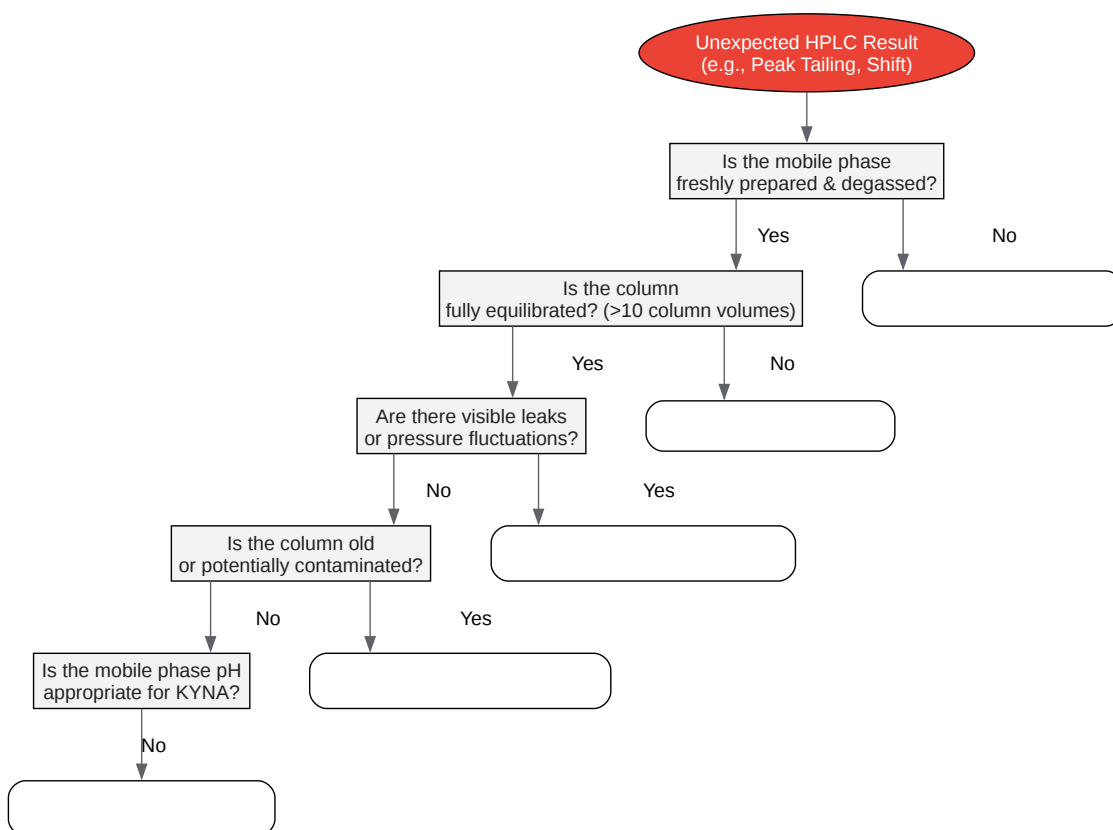 Unexpected HPLC Result
(e.g., Peak Tailing, Shift)
Is the mobile phase
freshly prepared & degassed?
Yes
No
Is the column
fully equilibrated? (>10 column volumes)
Yes
No
Are there visible leaks
or pressure fluctuations?
No
Yes
Is the column old
or potentially contaminated?
No
Yes
Is the mobile phase pH
appropriate for KYNA?
No